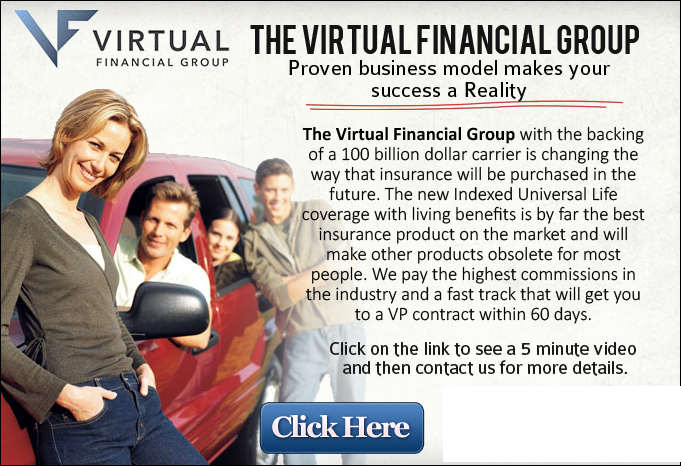 VIRTUAL
FINANCIAL GROUP
THE VIRTUAL FINANCIAL GROUP
Proven business model makes your
success a Reality
The Virtual Financial Group with the backing
of a 100 billion dollar carrier is changing the
way that insurance will be purchased in the
future. The new Indexed Universal Life
coverage with living benefits is by far the best
insurance product on the market and will
make other products obsolete for most
people. We pay the highest commissions in
the industry and a fast track that will get you
to a VP contract within 60 days.
Click on the link to see a 5 minute video
and then contact us for more details.
Click Here